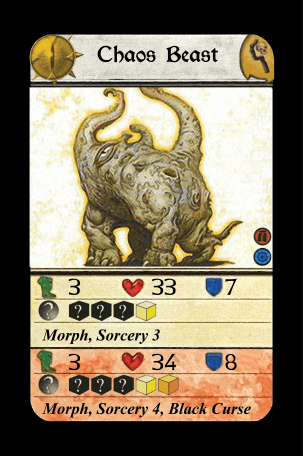 Chaos Beast
3 33 7
? ? ? ?
Morph, Sorcery 3
3 34 8
? ? ? ?
Morph, Sorcery 4, Black Curse